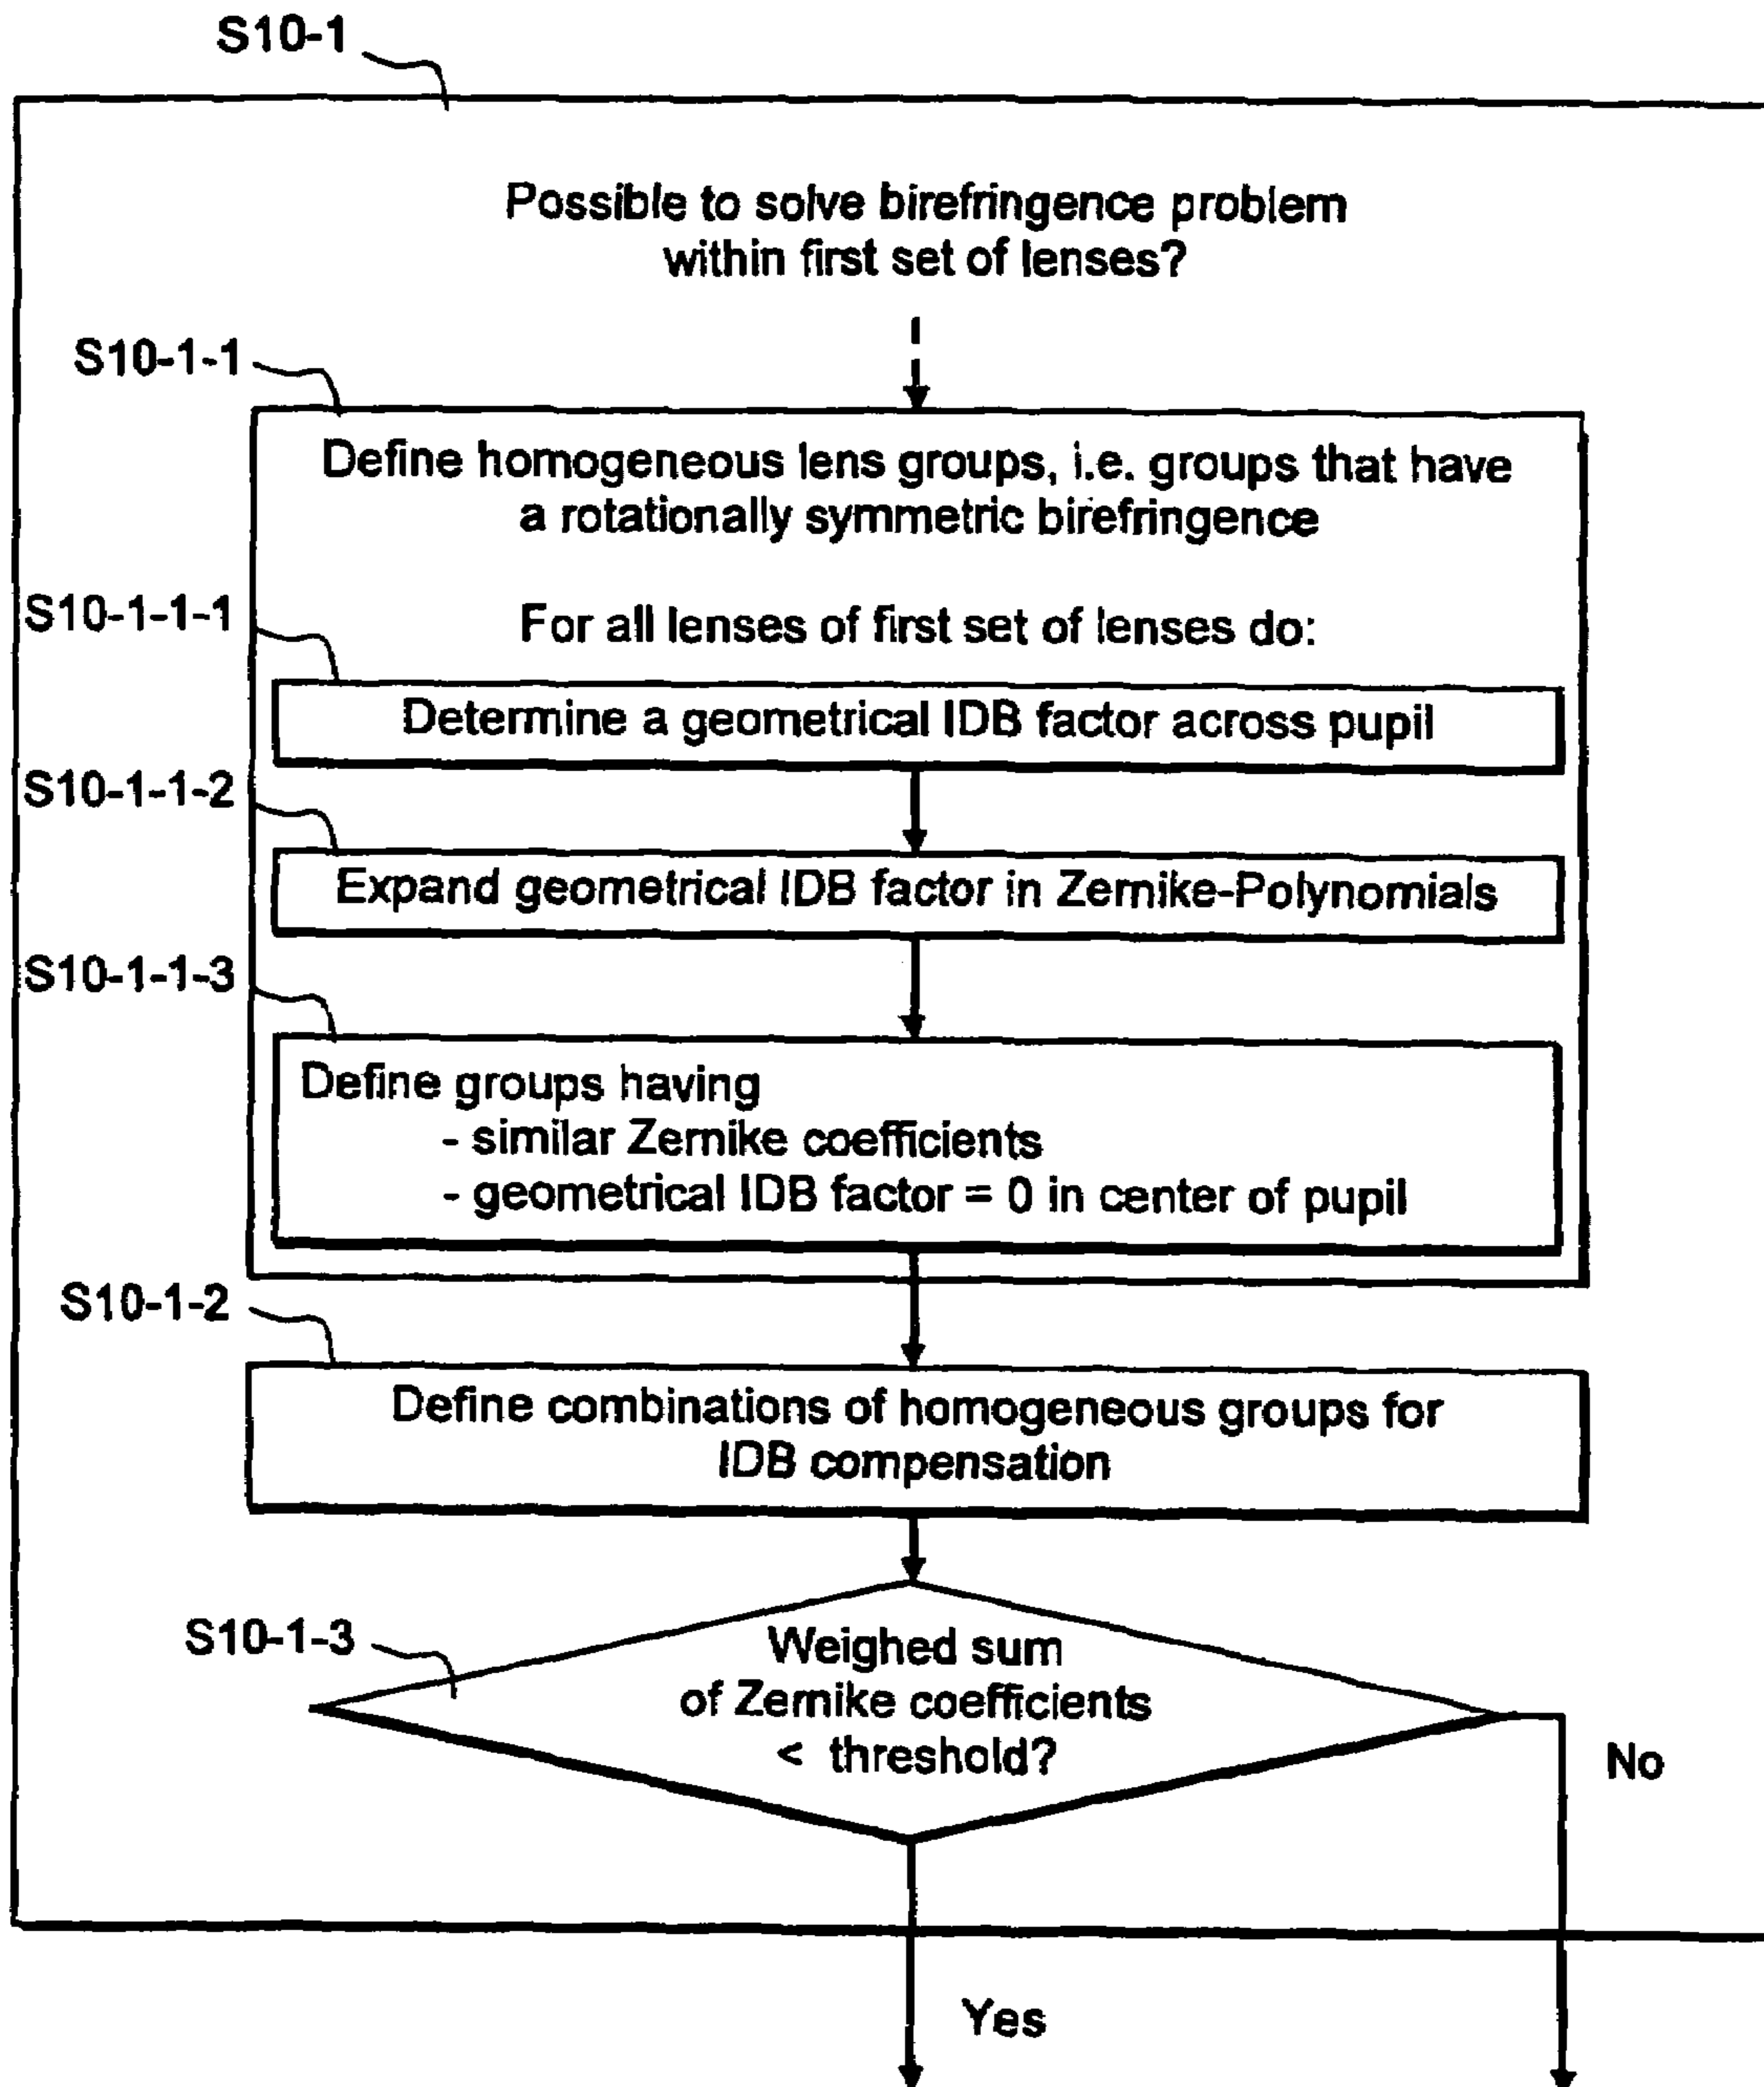 S10-1
Possible to solve birefringence problem
within first set of lenses?
S10-1-1
Define homogeneous lens groups, i.e. groups that have
a rotationally symmetric birefringence
S10-1-1-1
For all lenses of first set of lenses do:
Determine a geometrical IDB factor across pupil
S10-1-1-2
Expand geometrical IDB factor in Zernike-Polynomials
S10-1-1-3
Define groups having
- similar Zernike coefficients
- geometrical IDB factor = 0 in center of pupil
S10-1-2
Define combinations of homogeneous groups for
IDB compensation
S10-1-3
Weighed sum
of Zernike coefficients
< threshold?
No
Yes